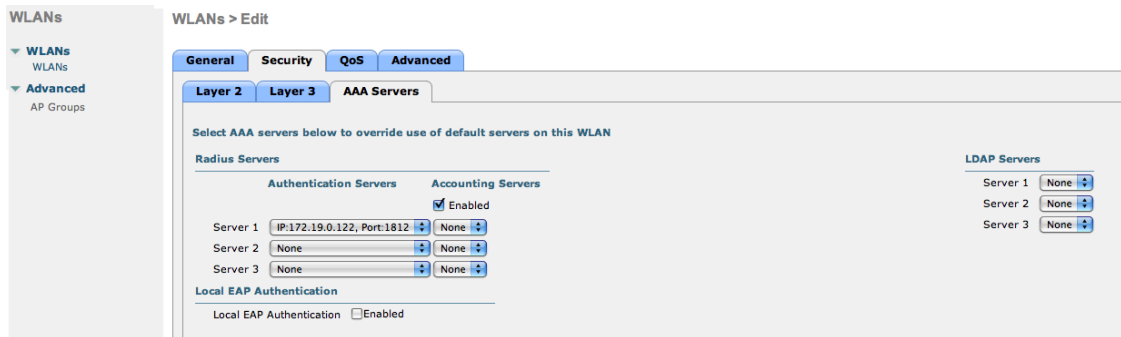 WLANs
WLANs > Edit
WLANs
WLANs
Advanced
AP Groups
General Security QoS Advanced
Layer 2 Layer 3 AAA Servers
Select AAA servers below to override use of default servers on this WLAN
Radius Servers
LDAP Servers
Authentication Servers Accounting Servers
Enabled
Server 1 IP:172.19.0.122, Port:1812 None
Server 2 None None
Server 3 None None
Server 1 None
Server 2 None
Server 3 None
Local EAP Authentication
Local EAP Authentication Enabled